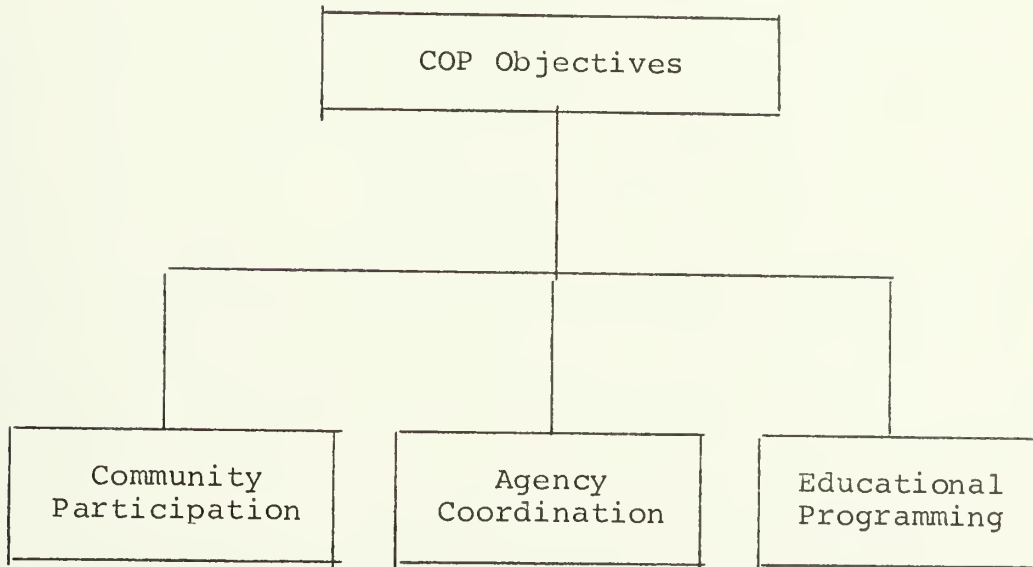 COP Objectives
Community
Participation
Agency
Coordination
Educational
Programming